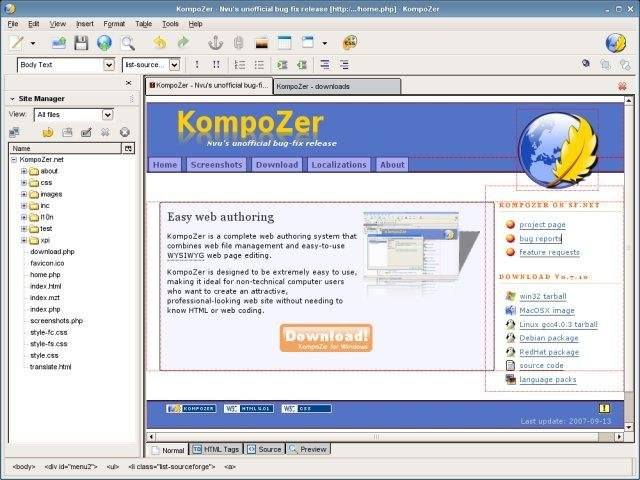 KompoZer - Nvu's unofficial bug fix release [http:/.../home.php] - KompoZer
File Edit View Insert Format Table Tools Help
CSS
Body Text
list-source...
Site Manager
View: All files
Name
KompoZer.net
about
css
images
inc
l10n
test
xpi
download.php
favicon.ico
home.php
index.html
index.mzt
index.php
screenshots.php
style-fc.css
style-fs.css
style.css
translate.html
KompoZer - Nvu's unofficial bug-fi...
KompoZer - downloads
KompoZer
Nvu's unofficial bug-fix release
Home Screenshots Download Localizations About
Easy web authoring
KompoZer is a complete web authoring system that
combines web file management and easy-to-use
WYSIWYG web page editing.
KompoZer is designed to be extremely easy to use,
making it ideal for non-technical computer users
who want to create an attractive,
professional-looking web site without needing to
know HTML or web coding.
Download!
KompoZer for Windows
KOMPOZER ON SF.NET
project page
bug reports
feature requests
DOWNLOAD V0.7.10
win32 tarball
MacOSX image
Linux gcc4.0.3 tarball
Debian package
RedHat package
source code
language packs
KOMPOZER
W3C HTML 4.01
W3C CSS
Last update: 2007-09-13
Normal
HTML Tags
Source
Preview
<body> <div id="menu2"> <ul> <li class="list-sourceforge"> <a>